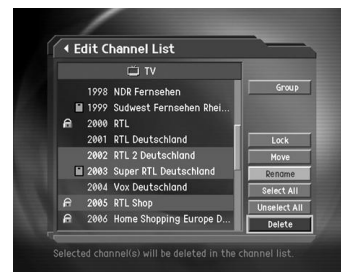 Edit Channel List
TV
1998 NDR Fernsehen
1999 Sudwest Fernsehen Rhei...
2000 RTL
2001 RTL Deutschland
2002 RTL 2 Deutschland
2003 Super RTL Deutschland
2004 Vox Deutschland
2005 RTL Shop
2006 Home Shopping Europe D...
Group
Lock
Move
Rename
Select All
Unselect All
Delete
Selected channel(s) will be deleted in the channel list.